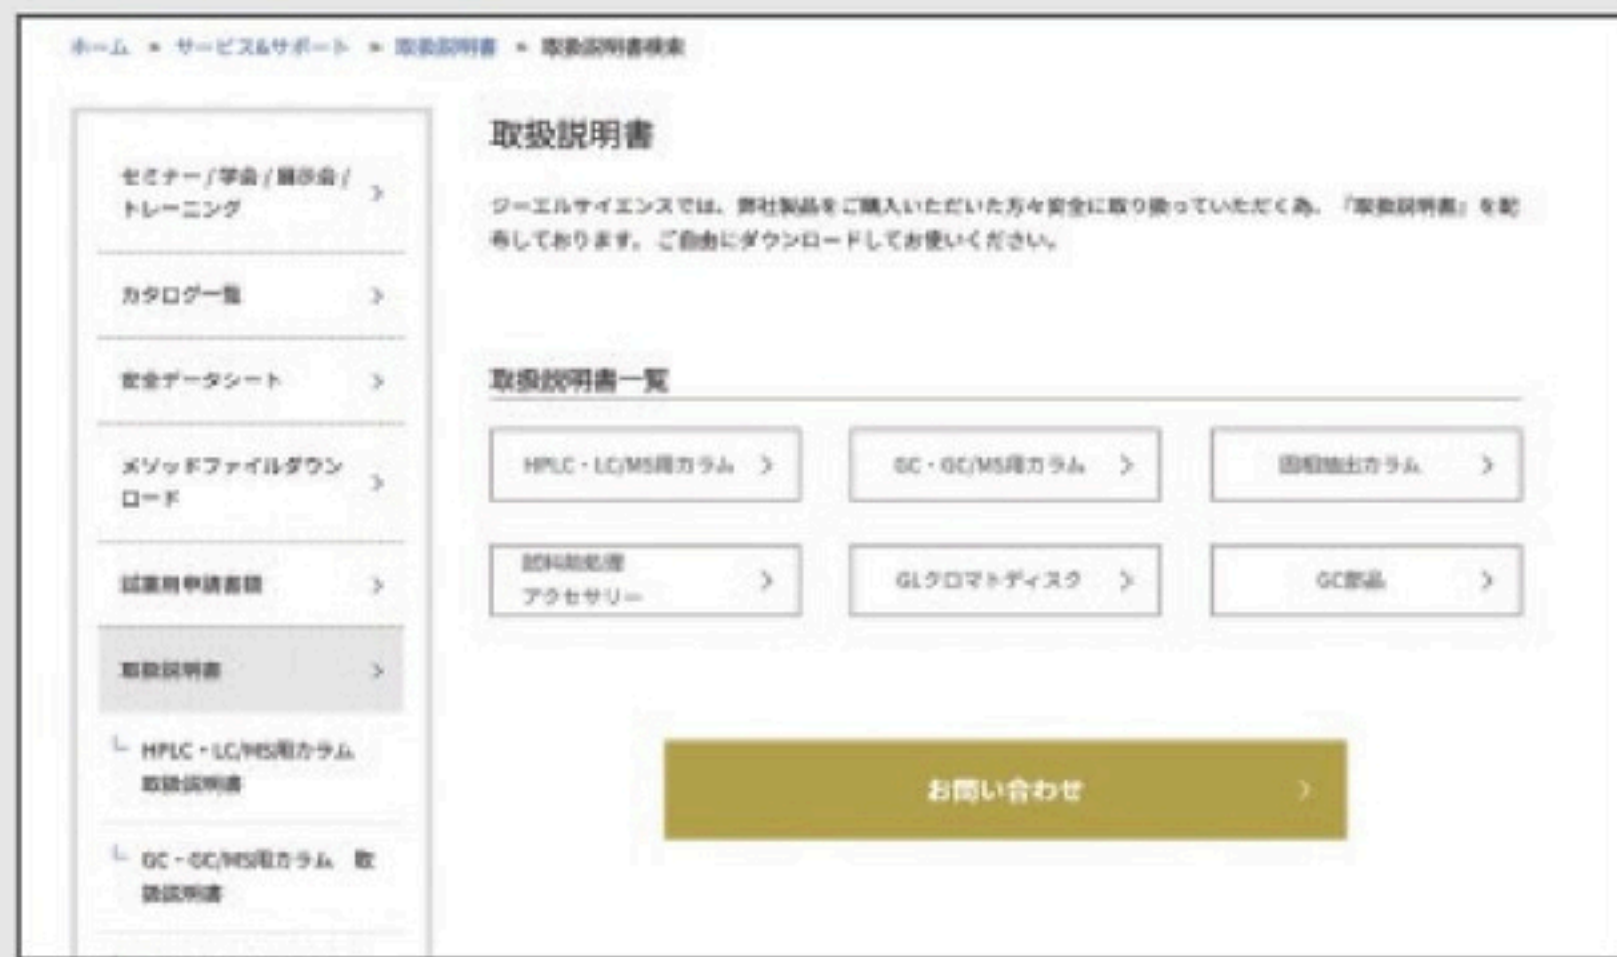 ホーム » サービス&サポート » 取扱説明書 » 取扱説明書検索
セミナー / 学会 / 展示会 /
トレーニング
カタログ一覧
安全データシート
メソッドファイルダウン
ロード
試薬用申請書類
取扱説明書
HPLC・LC/MS用カラム
取扱説明書
GC・GC/MS用カラム 取
扱説明書
取扱説明書
ジーエルサイエンスでは、弊社製品をご購入いただいた方々安全に取り扱っていただく為、『取扱説明書』を配
布しております。ご自由にダウンロードしてお使いください。
取扱説明書一覧
HPLC・LC/MS用カラム
GC・GC/MS用カラム
固相抽出カラム
試料前処理
アクセサリー
GLクロマトディスク
GC部品
お問い合わせ